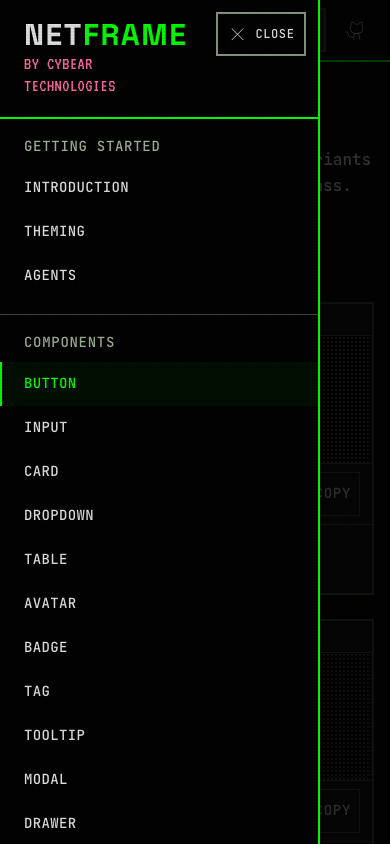 NETFRAME
BY CYBEAR
TECHNOLOGIES
CLOSE
GETTING STARTED
INTRODUCTION
THEMING
AGENTS
COMPONENTS
BUTTON
INPUT
CARD
DROPDOWN
TABLE
AVATAR
BADGE
TAG
TOOLTIP
MODAL
DRAWER